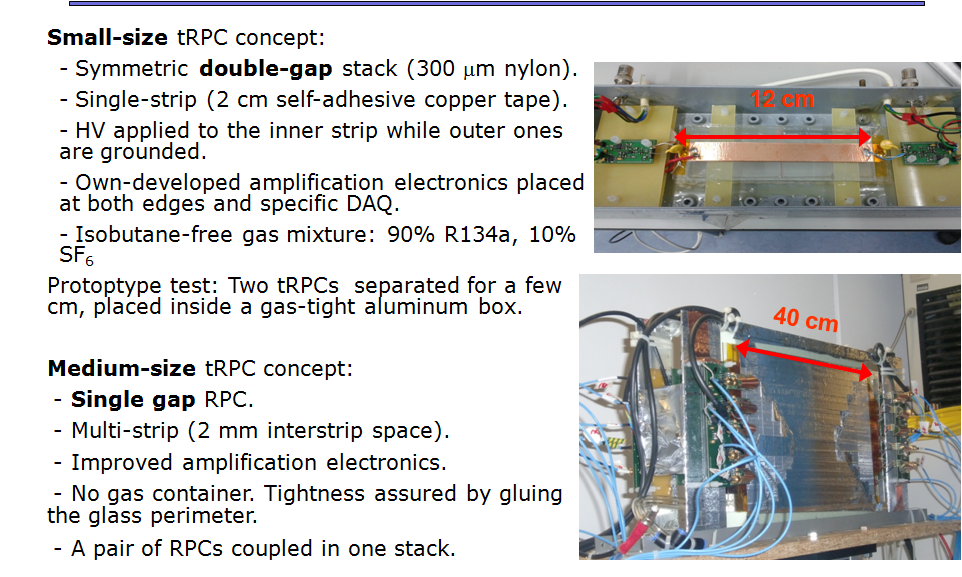 Small-size tRPC concept:
- Symmetric double-gap stack (300 μm nylon).
- Single-strip (2 cm self-adhesive copper tape).
- HV applied to the inner strip while outer ones
are grounded.
- Own-developed amplification electronics placed
at both edges and specific DAQ.
- Isobutane-free gas mixture: 90% R134a, 10%
SF6
Protoptype test: Two tRPCs separated for a few
cm, placed inside a gas-tight aluminum box.
Medium-size tRPC concept:
- Single gap RPC.
- Multi-strip (2 mm interstrip space).
- Improved amplification electronics.
- No gas container. Tightness assured by gluing
the glass perimeter.
- A pair of RPCs coupled in one stack.
12 cm
40 cm